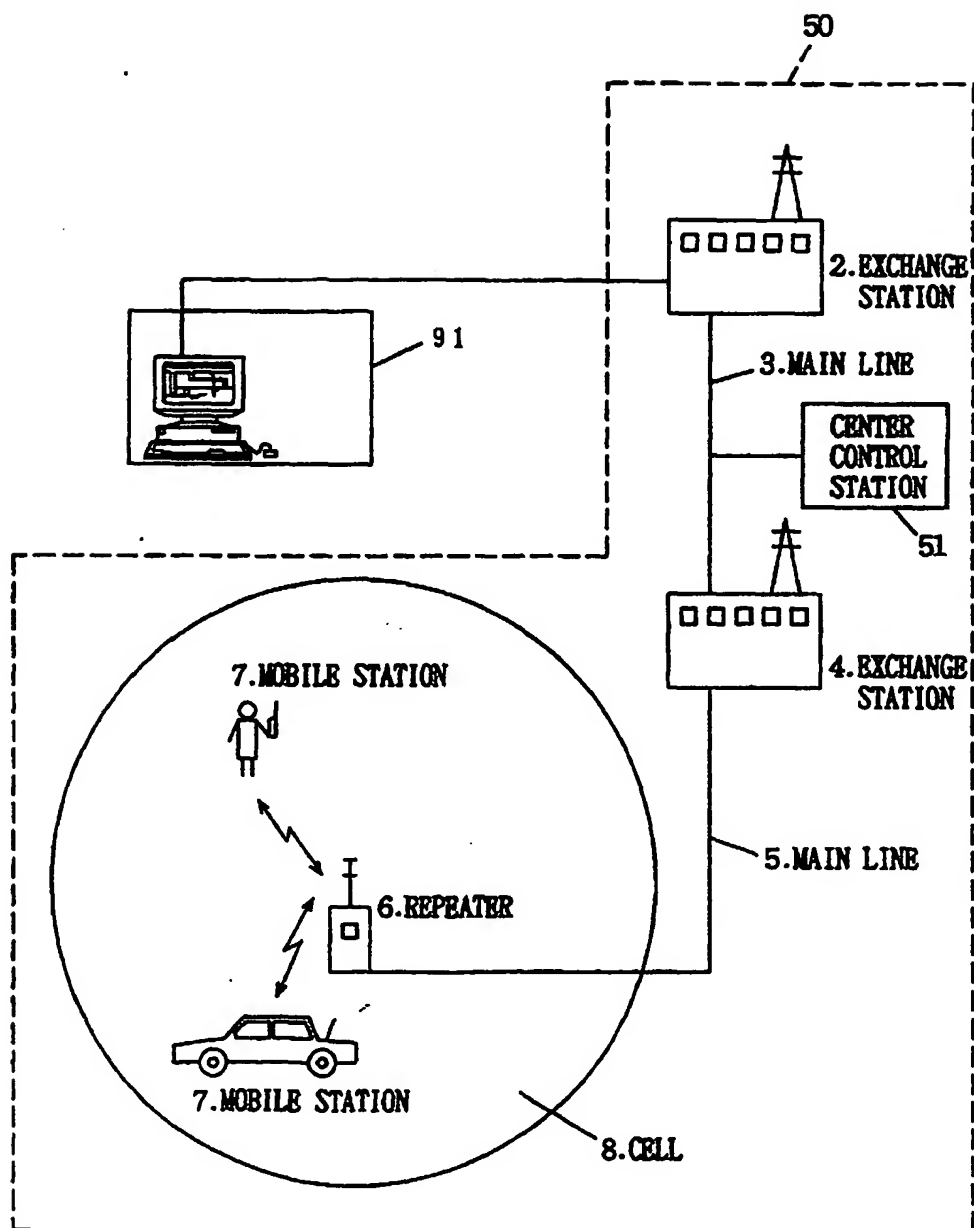 50
2.EXCHANGE
STATION
91
3.MAIN LINE
CENTER
CONTROL
STATION
51
4.EXCHANGE
STATION
7.MOBILE STATION
5.MAIN LINE
6.REPEATER
7.MOBILE STATION
8.CELL